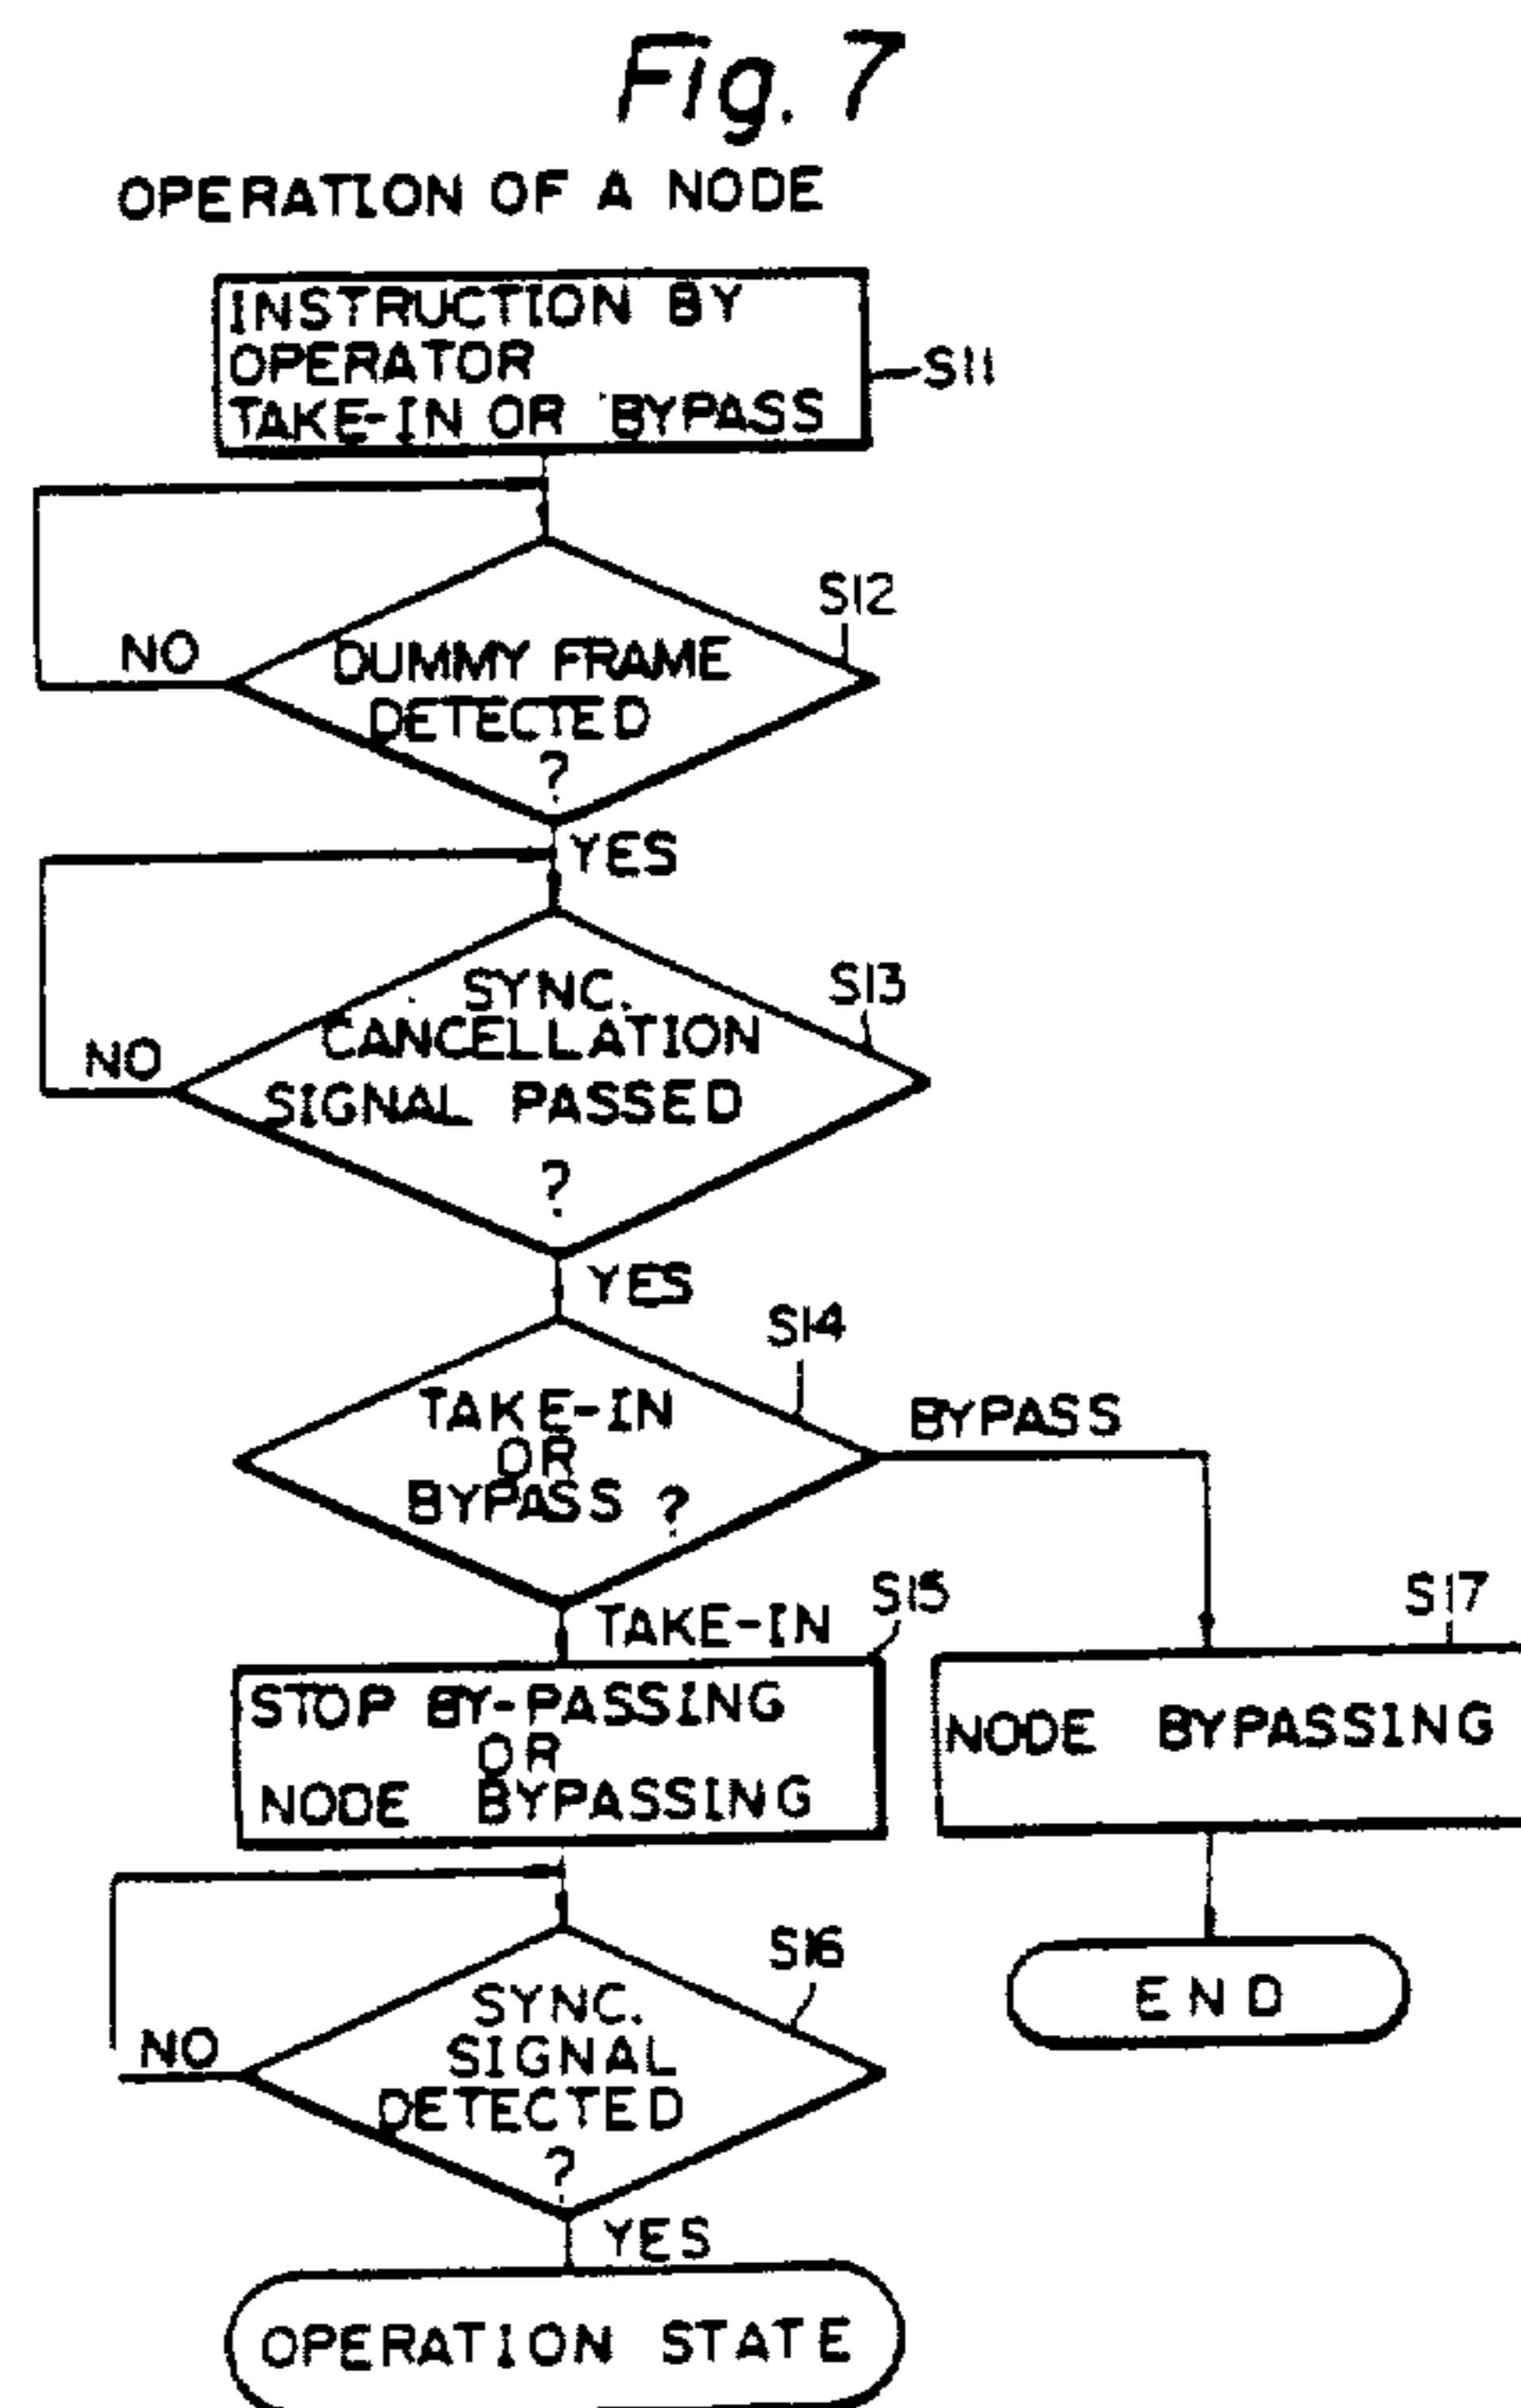 Fig. 7
OPERATION OF A NODE
INSTRUCTION BY
OPERATOR
TAKE-IN OR BYPASS
S11
S12
NO
DUMMY FRAME
DETECTED
?
YES
S13
SYNC.
CANCELLATION
NO
SIGNAL PASSED
?
YES
S14
TAKE-IN
OR
BYPASS ?
BYPASS
TAKE-IN
S15
S17
STOP BY-PASSING
OR
NODE BYPASSING
NODE BYPASSING
S16
SYNC.
SIGNAL
DETECTED
?
NO
END
YES
OPERATION STATE